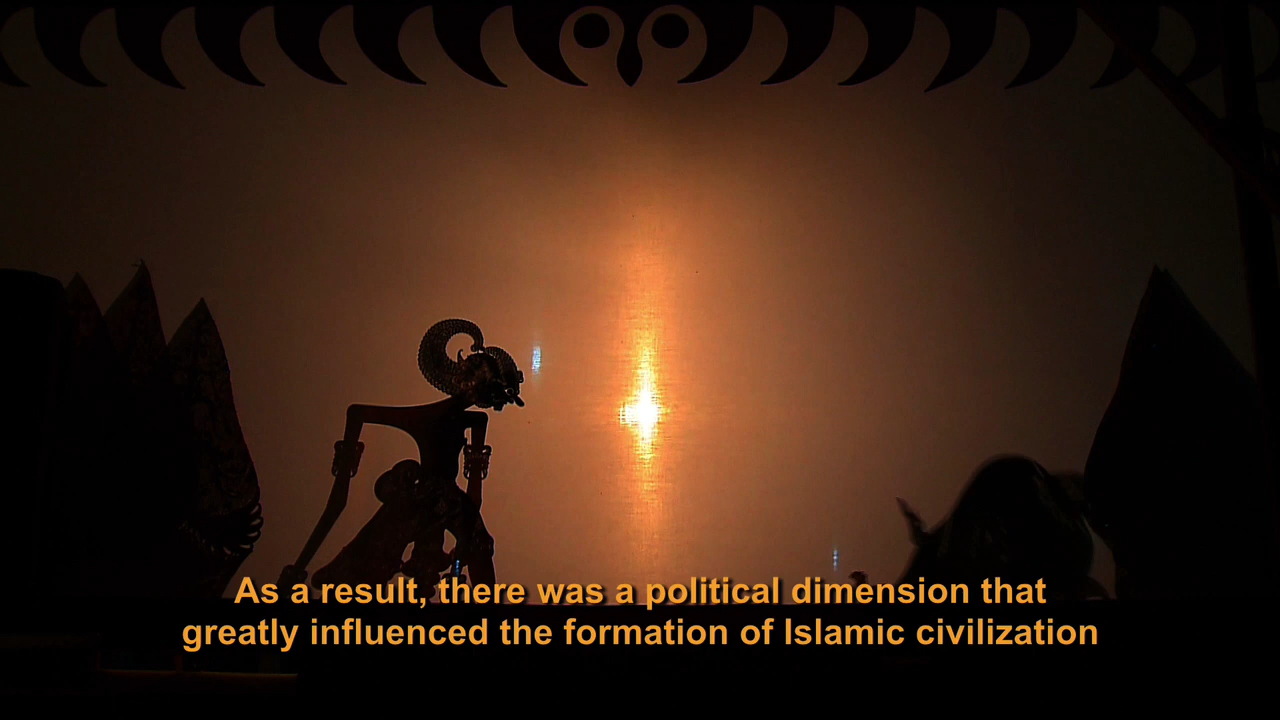 As a result, there was a political dimension that
greatly influenced the formation of Islamic civilization